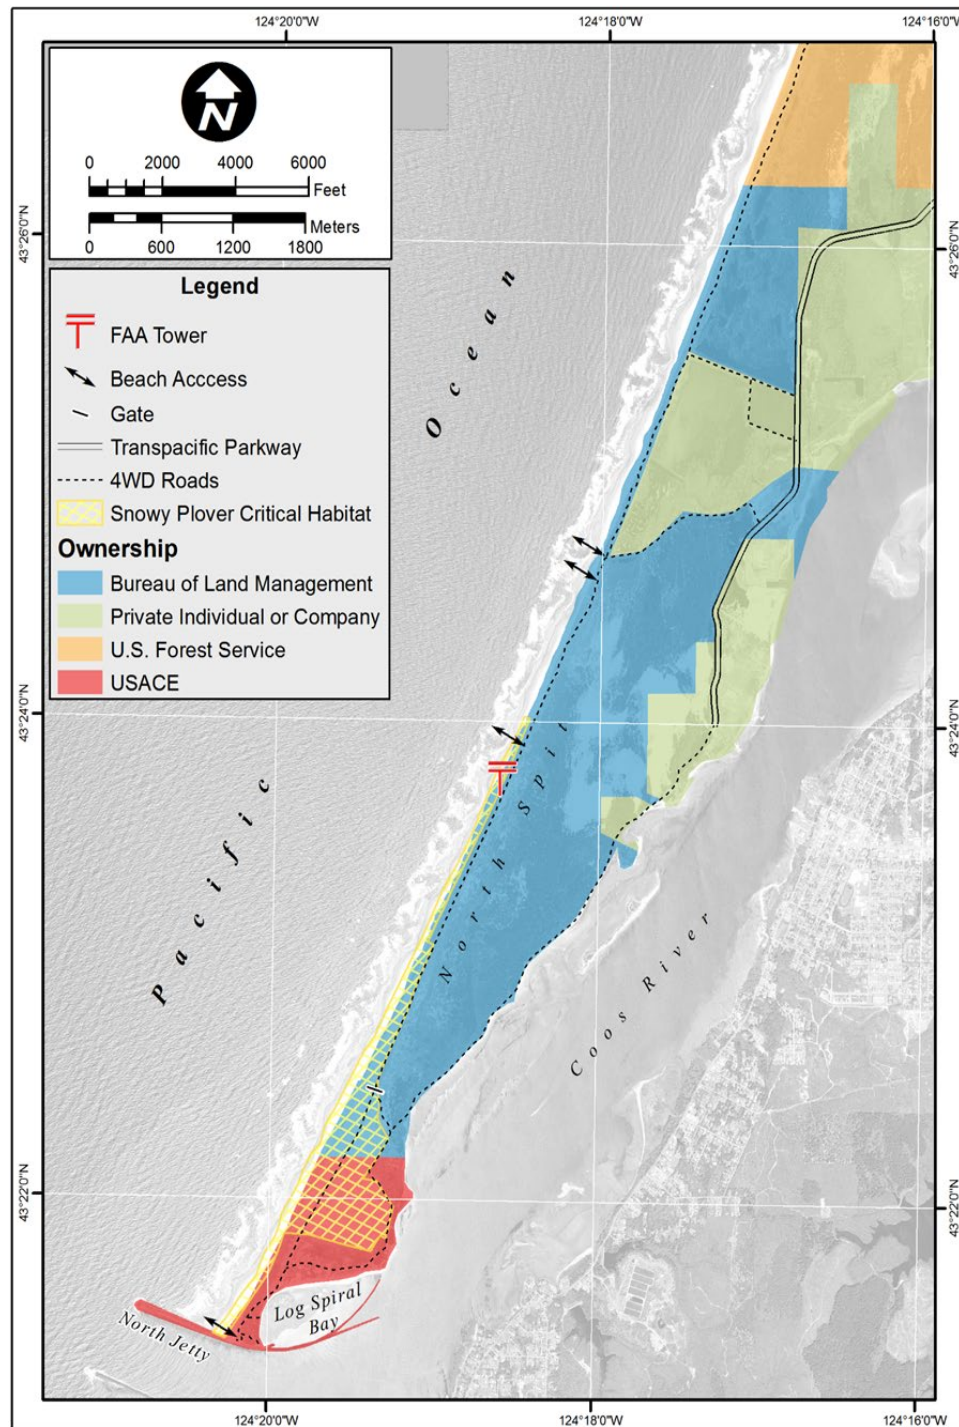 124°20'0"W 124°18'0"W 124°16'0"W
N
0 2000 4000 6000
Feet
Meters
0 600 1200 1800
43°26'0"N 43°26'0"N
Legend
FAA Tower
Beach Acccess
Gate
Transpacific Parkway
4WD Roads
Snowy Plover Critical Habitat
Ownership
Bureau of Land Management
Private Individual or Company
U.S. Forest Service
USACE
Pacific Ocean
43°24'0"N 43°24'0"N
North Spit
Coos River
43°22'0"N 43°22'0"N
Log Spiral
Bay
North Jetty
124°20'0"W 124°18'0"W 124°16'0"W